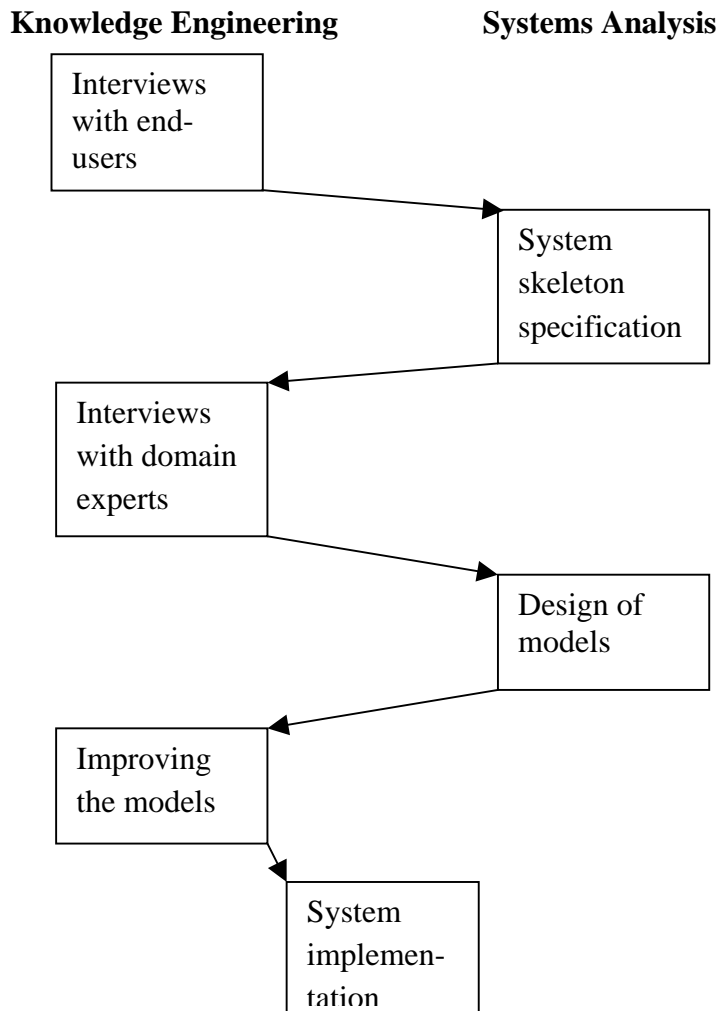 Knowledge Engineering Systems Analysis
Interviews
with end-
users
System
skeleton
specification
Interviews
with domain
experts
Design of
models
Improving
the models
System
implemen-
tation